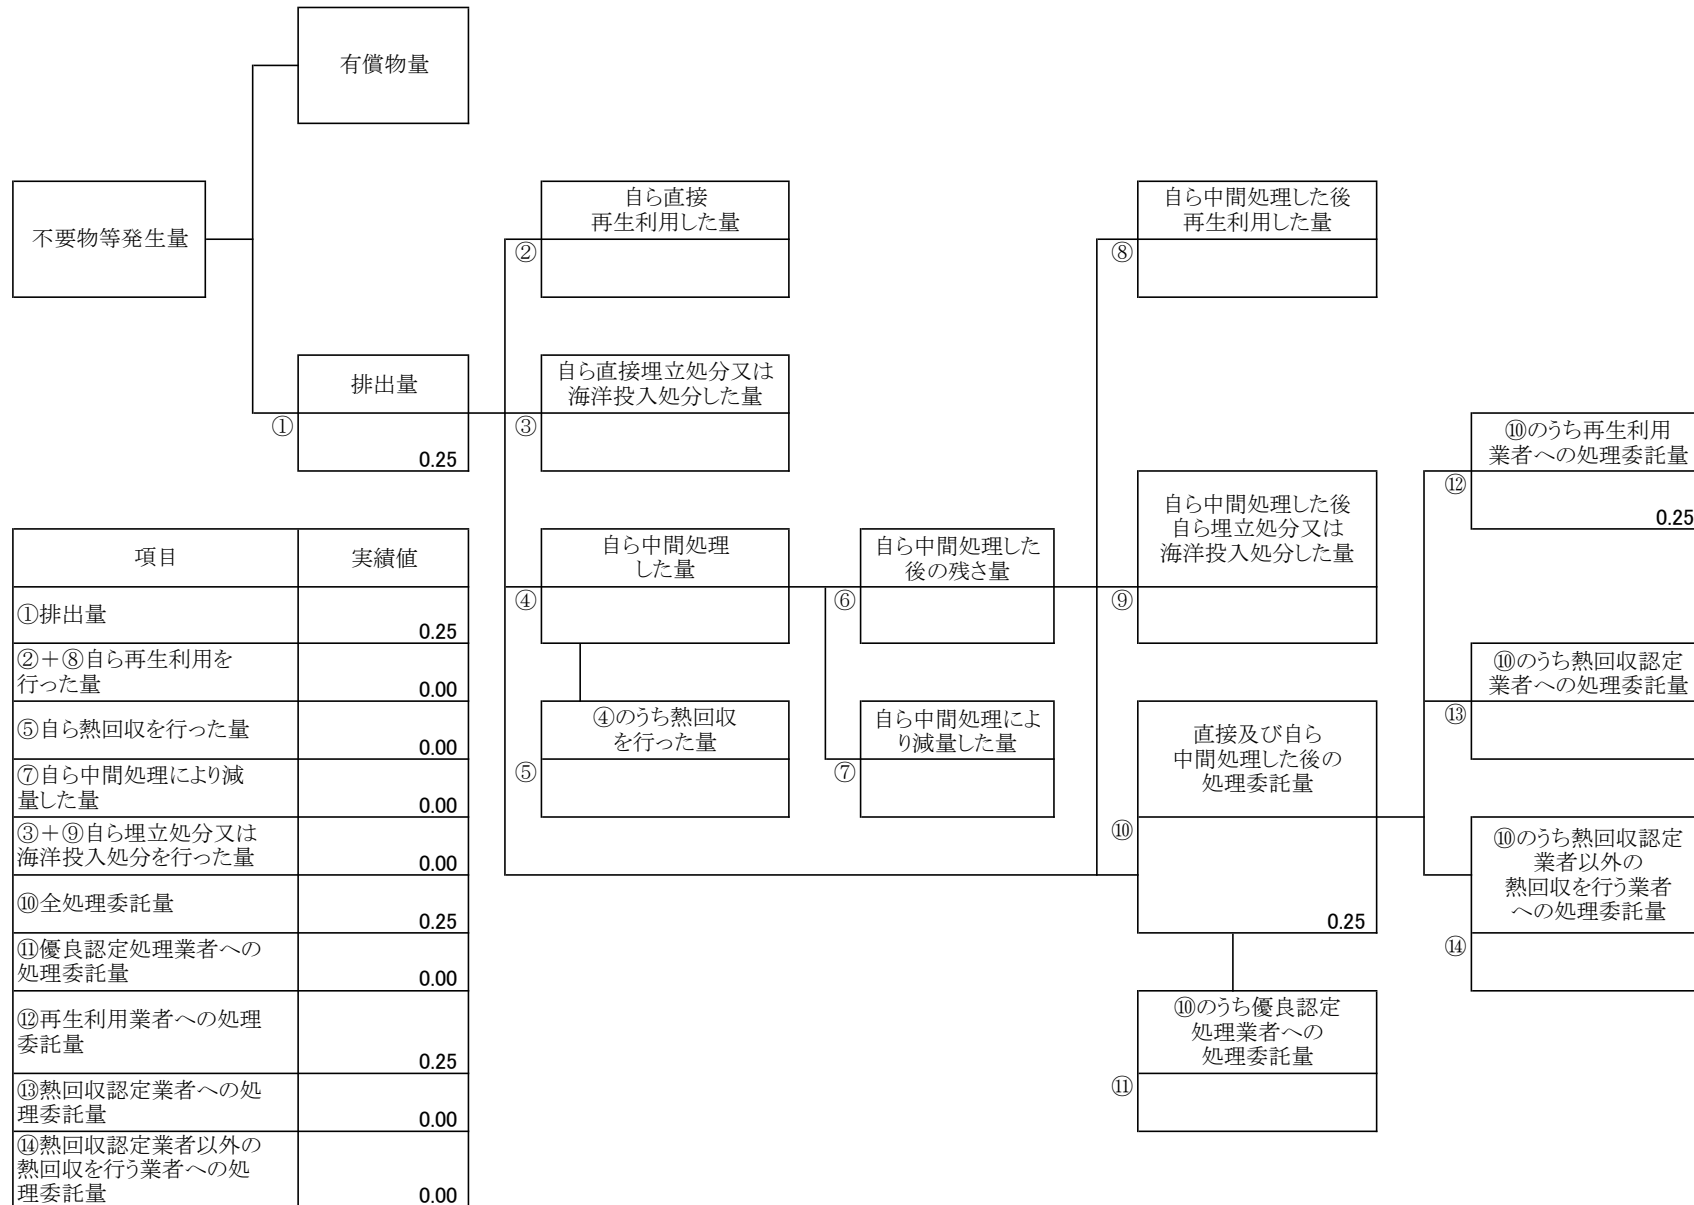 有償物量
不要物等発生量
自ら直接
再生利用した量
②
自ら中間処理した後
再生利用した量
⑧
排出量
①
0.25
自ら直接埋立処分又は
海洋投入処分した量
③
⑩のうち再生利用
業者への処理委託量
⑫
0.25
自ら中間処理
した量
④
自ら中間処理した
後の残さ量
⑥
自ら中間処理した後
自ら埋立処分又は
海洋投入処分した量
⑨
④のうち熱回収
を行った量
⑤
自ら中間処理によ
り減量した量
⑦
直接及び自ら
中間処理した後の
処理委託量
⑩
0.25
⑩のうち熱回収認定
業者への処理委託量
⑬
⑩のうち熱回収認定
業者以外の
熱回収を行う業者
への処理委託量
⑭
⑩のうち優良認定
処理業者への
処理委託量
⑪
項目 実績値
①排出量
0.25
②+⑧自ら再生利用を
行った量
0.00
⑤自ら熱回収を行った量
0.00
⑦自ら中間処理により減
量した量
0.00
③+⑨自ら埋立処分又は
海洋投入処分を行った量
0.00
⑩全処理委託量
0.25
⑪優良認定処理業者への
処理委託量
0.00
⑫再生利用業者への処理
委託量
0.25
⑬熱回収認定業者への処
理委託量
0.00
⑭熱回収認定業者以外の
熱回収を行う業者への処
理委託量
0.00